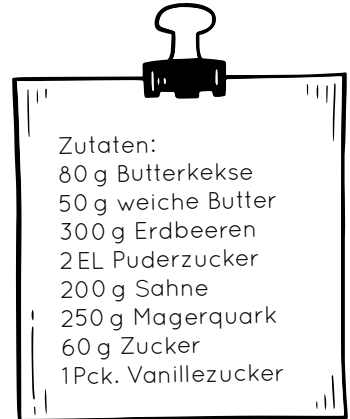 Zutaten:
80 g Butterkekse
50 g weiche Butter
300 g Erdbeeren
2 EL Puderzucker
200 g Sahne
250 g Magerquark
60 g Zucker
1 Pck. Vanillezucker